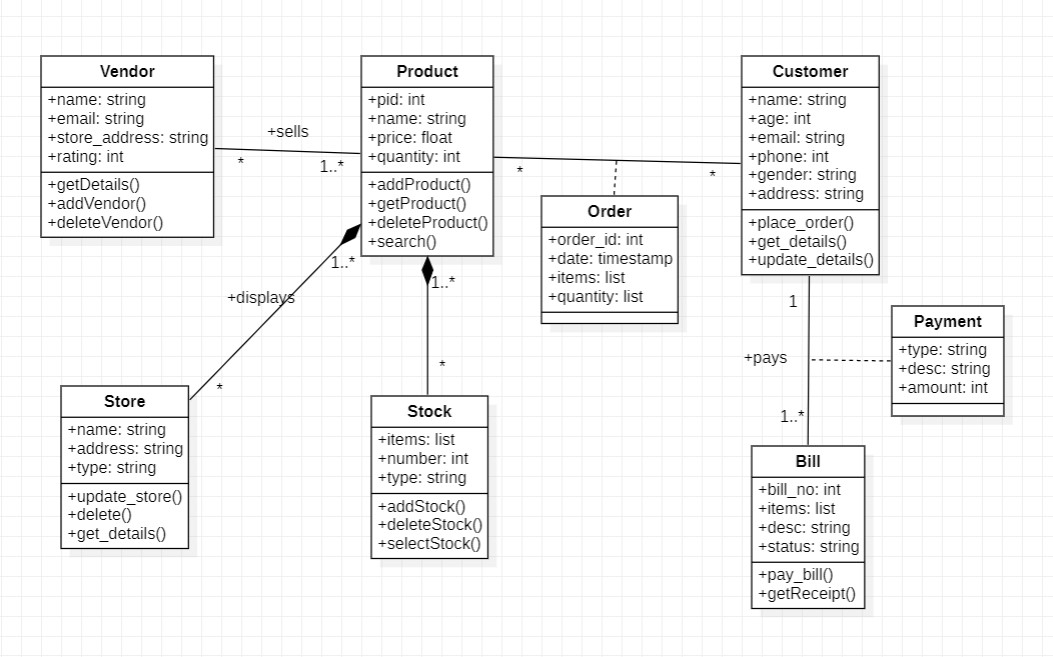 Vendor
+name: string
+email: string
+store_address: string
+rating: int
+getDetails()
+addVendor()
+deleteVendor()
+sells
*
1..*
Product
+pid: int
+name: string
+price: float
+quantity: int
+addProduct()
+getProduct()
+deleteProduct()
+search()
*
*
Customer
+name: string
+age: int
+email: string
+phone: int
+gender: string
+address: string
+place_order()
+get_details()
+update_details()
Order
+order_id: int
+date: timestamp
+items: list
+quantity: list
1..*
+displays
*
1..*
*
1
+pays
1..*
Payment
+type: string
+desc: string
+amount: int
Store
+name: string
+address: string
+type: string
+update_store()
+delete()
+get_details()
Stock
+items: list
+number: int
+type: string
+addStock()
+deleteStock()
+selectStock()
Bill
+bill_no: int
+items: list
+desc: string
+status: string
+pay_bill()
+getReceipt()